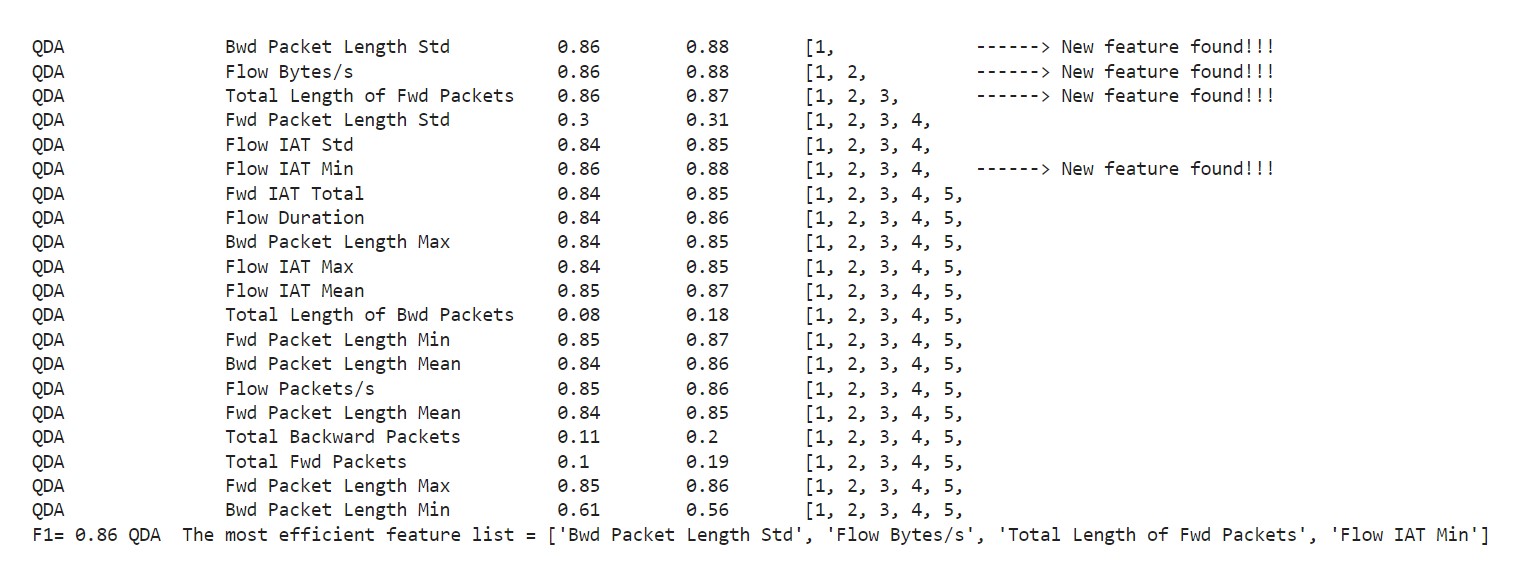 QDA Bwd Packet Length Std 0.86 0.88 [1, ------> New feature found!!!
QDA Flow Bytes/s 0.86 0.88 [1, 2, ------> New feature found!!!
QDA Total Length of Fwd Packets 0.86 0.87 [1, 2, 3, ------> New feature found!!!
QDA Fwd Packet Length Std 0.3 0.31 [1, 2, 3, 4,
QDA Flow IAT Std 0.84 0.85 [1, 2, 3, 4,
QDA Flow IAT Min 0.86 0.88 [1, 2, 3, 4, ------> New feature found!!!
QDA Fwd IAT Total 0.84 0.85 [1, 2, 3, 4, 5,
QDA Flow Duration 0.84 0.86 [1, 2, 3, 4, 5,
QDA Bwd Packet Length Max 0.84 0.85 [1, 2, 3, 4, 5,
QDA Flow IAT Max 0.84 0.85 [1, 2, 3, 4, 5,
QDA Flow IAT Mean 0.85 0.87 [1, 2, 3, 4, 5,
QDA Total Length of Bwd Packets 0.08 0.18 [1, 2, 3, 4, 5,
QDA Fwd Packet Length Min 0.85 0.87 [1, 2, 3, 4, 5,
QDA Bwd Packet Length Mean 0.84 0.86 [1, 2, 3, 4, 5,
QDA Flow Packets/s 0.85 0.86 [1, 2, 3, 4, 5,
QDA Fwd Packet Length Mean 0.84 0.85 [1, 2, 3, 4, 5,
QDA Total Backward Packets 0.11 0.2 [1, 2, 3, 4, 5,
QDA Total Fwd Packets 0.1 0.19 [1, 2, 3, 4, 5,
QDA Fwd Packet Length Max 0.85 0.86 [1, 2, 3, 4, 5,
QDA Bwd Packet Length Min 0.61 0.56 [1, 2, 3, 4, 5,
F1= 0.86 QDA The most efficient feature list = ['Bwd Packet Length Std', 'Flow Bytes/s', 'Total Length of Fwd Packets', 'Flow IAT Min']